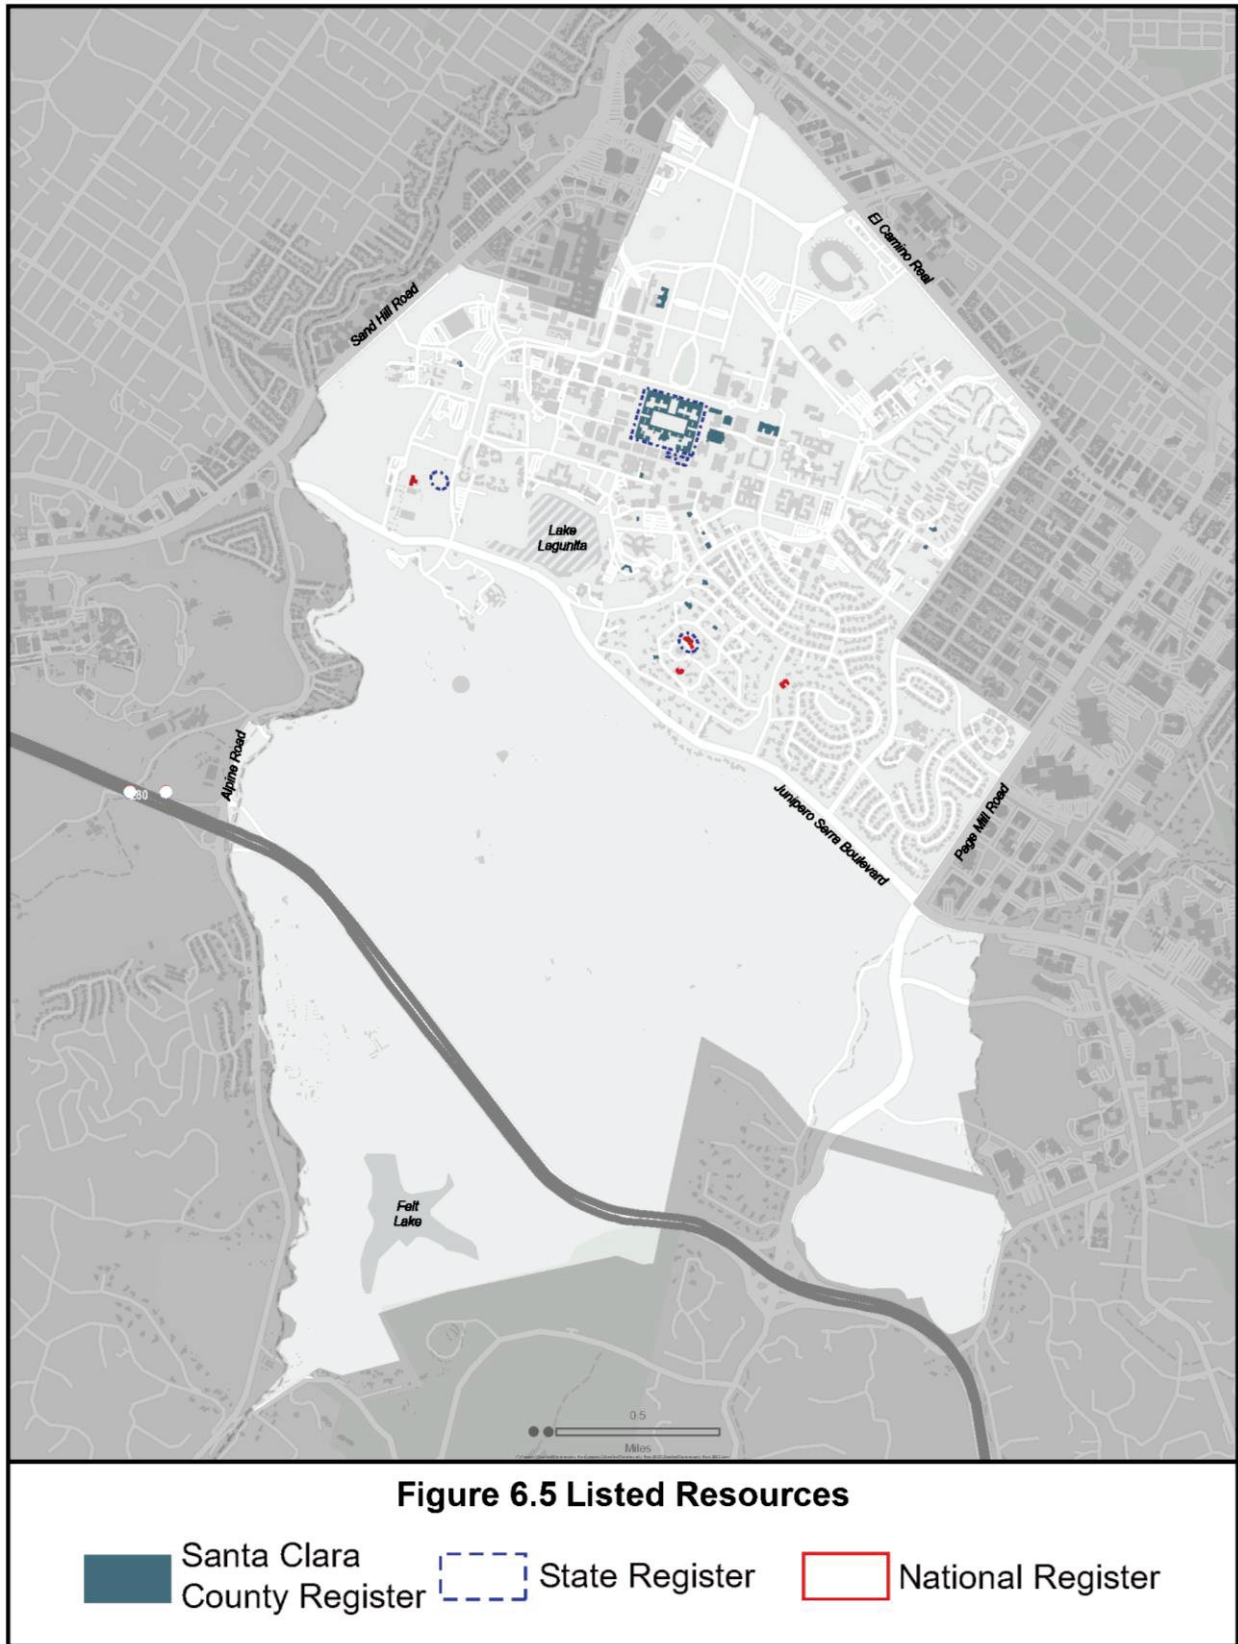 El Camino Real
Sand Hill Road
Lake
Lagunita
Alpine Road
80
Junipero Serra Boulevard
Page Mill Road
Felt
Lake
0.5
Miles
Figure 6.5 Listed Resources
Santa Clara
County Register
State Register
National Register